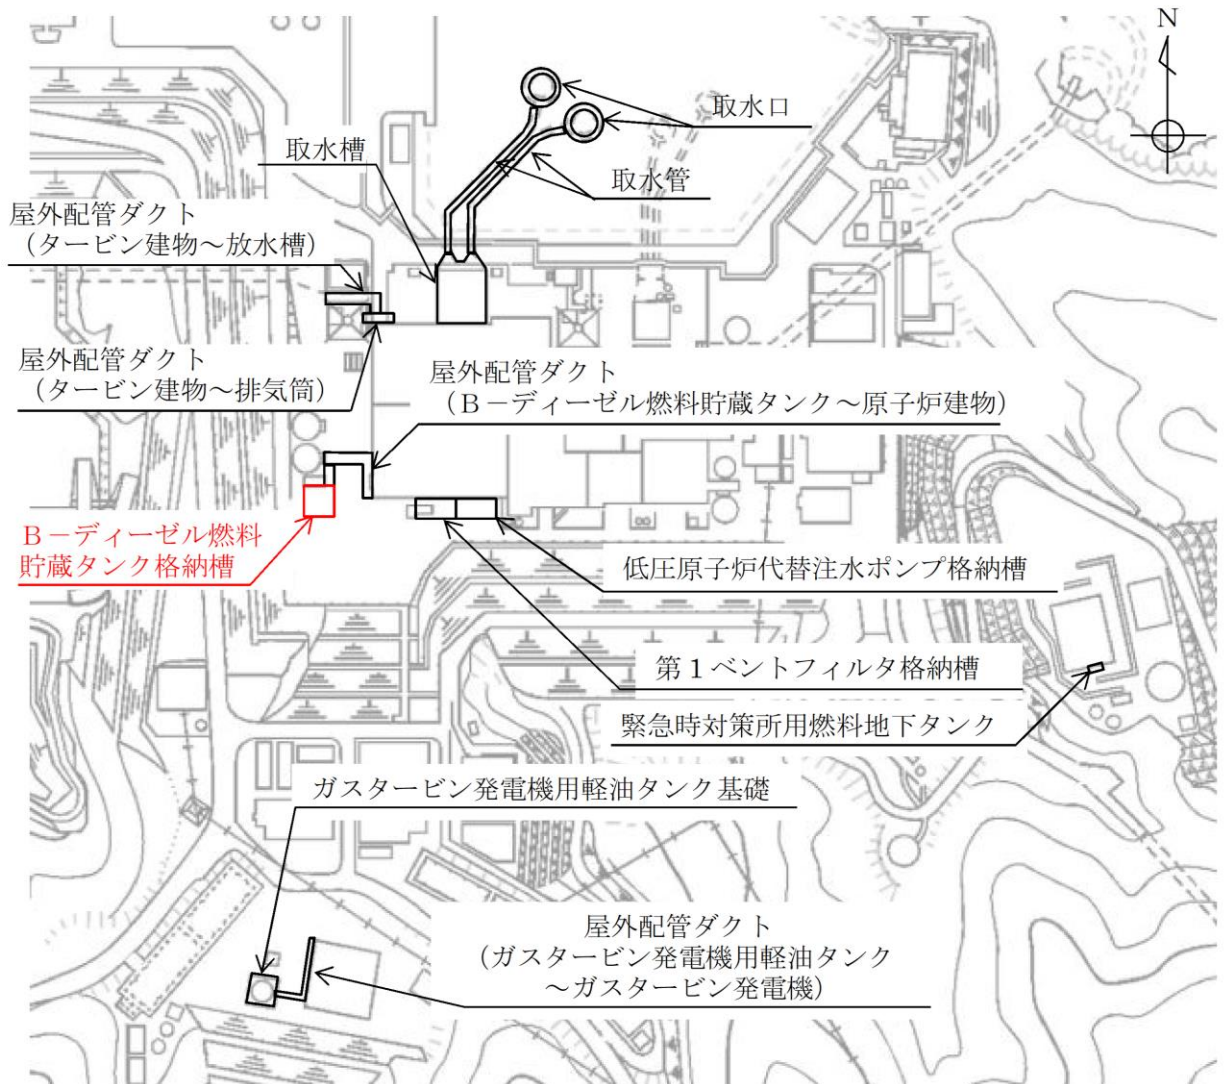 N
取水口
取水槽
取水管
屋外配管ダクト
（タービン建物～放水槽）
屋外配管ダクト
（タービン建物～排気筒）
屋外配管ダクト
（Ｂ－ディーゼル燃料貯蔵タンク～原子炉建物）
Ｂ－ディーゼル燃料
貯蔵タンク格納槽
低圧原子炉代替注水ポンプ格納槽
第１ベントフィルタ格納槽
緊急時対策所用燃料地下タンク
ガスタービン発電機用軽油タンク基礎
屋外配管ダクト
（ガスタービン発電機用軽油タンク
～ガスタービン発電機）